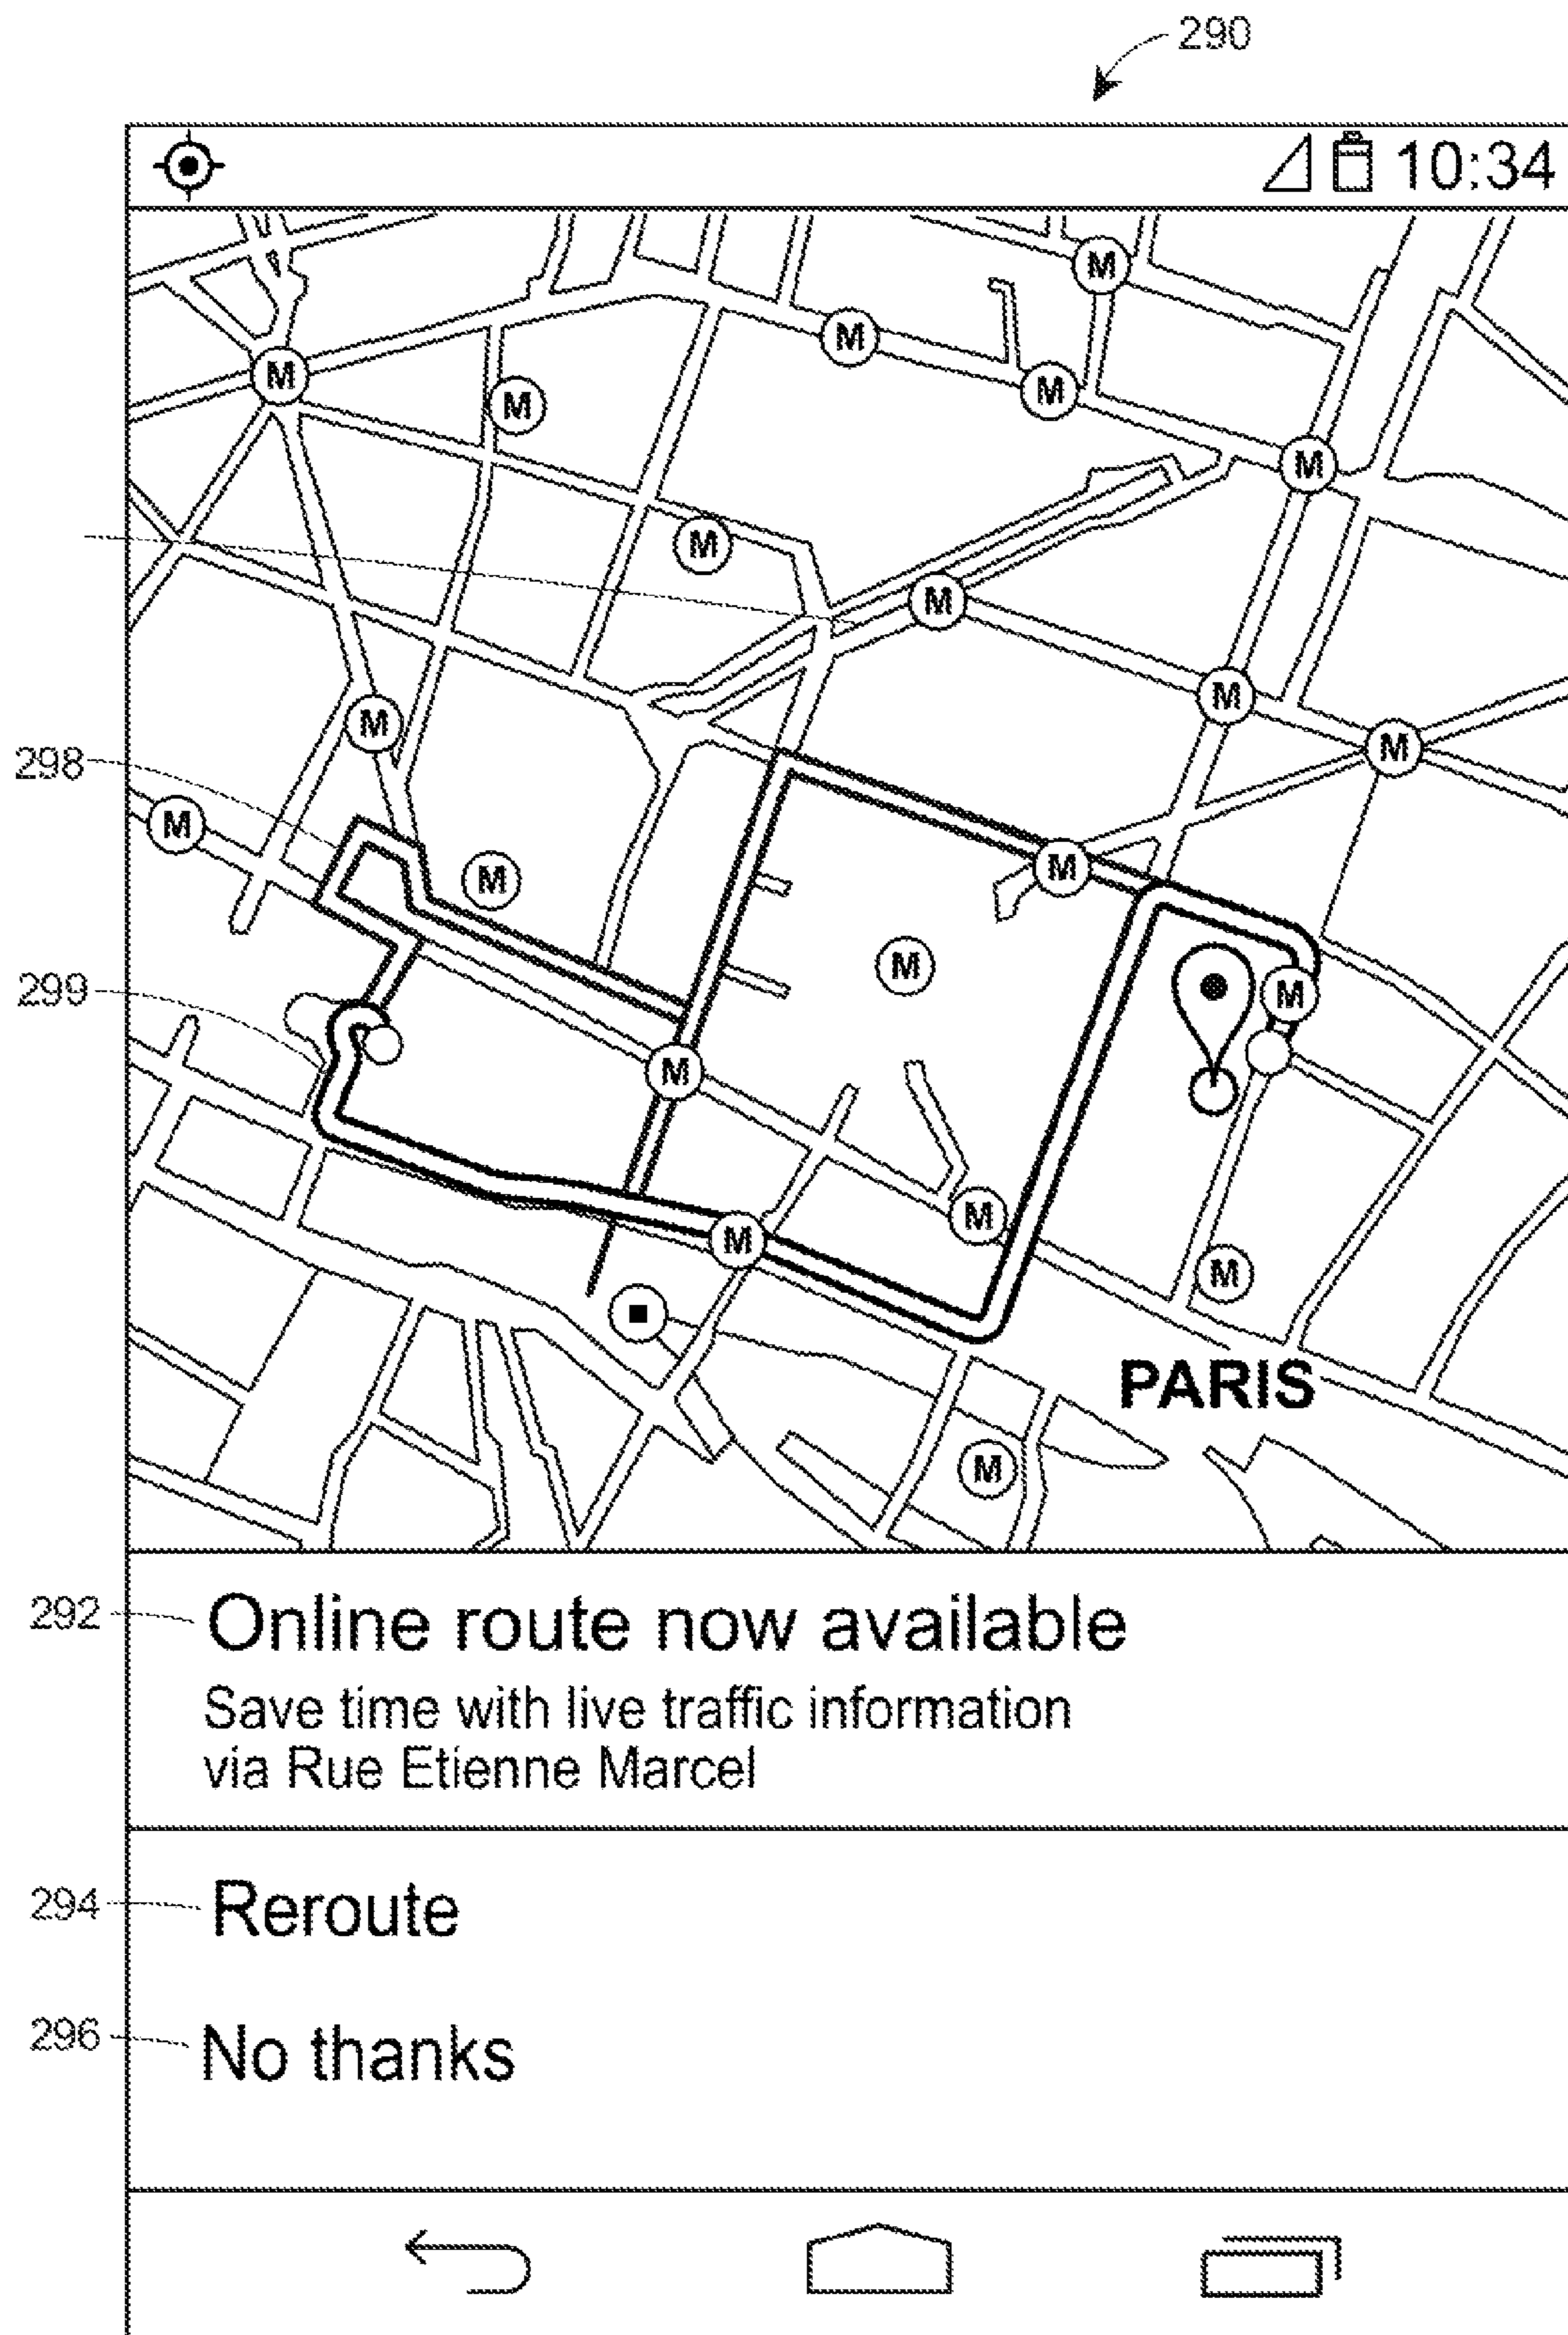 290
10:34
M
M
M
M
M
M
M
M
M
M
298
M
M
M
M
M
299
M
M
M
M
M
PARIS
M
292
Online route now available
Save time with live traffic information
via Rue Etienne Marcel
294
Reroute
296
No thanks